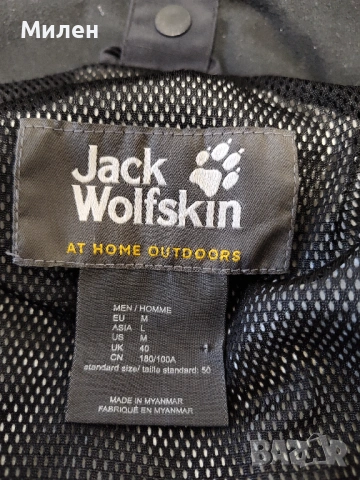 Милен
Jack
Wolfskin
AT HOME OUTDOORS
MEN / HOMME
EU M
ASIA L
US M
UK 40
CN 180/100A
standard size/ taille standard: 50
MADE IN MYANMAR
FABRIQUÉ EN MYANMAR
BAZAR